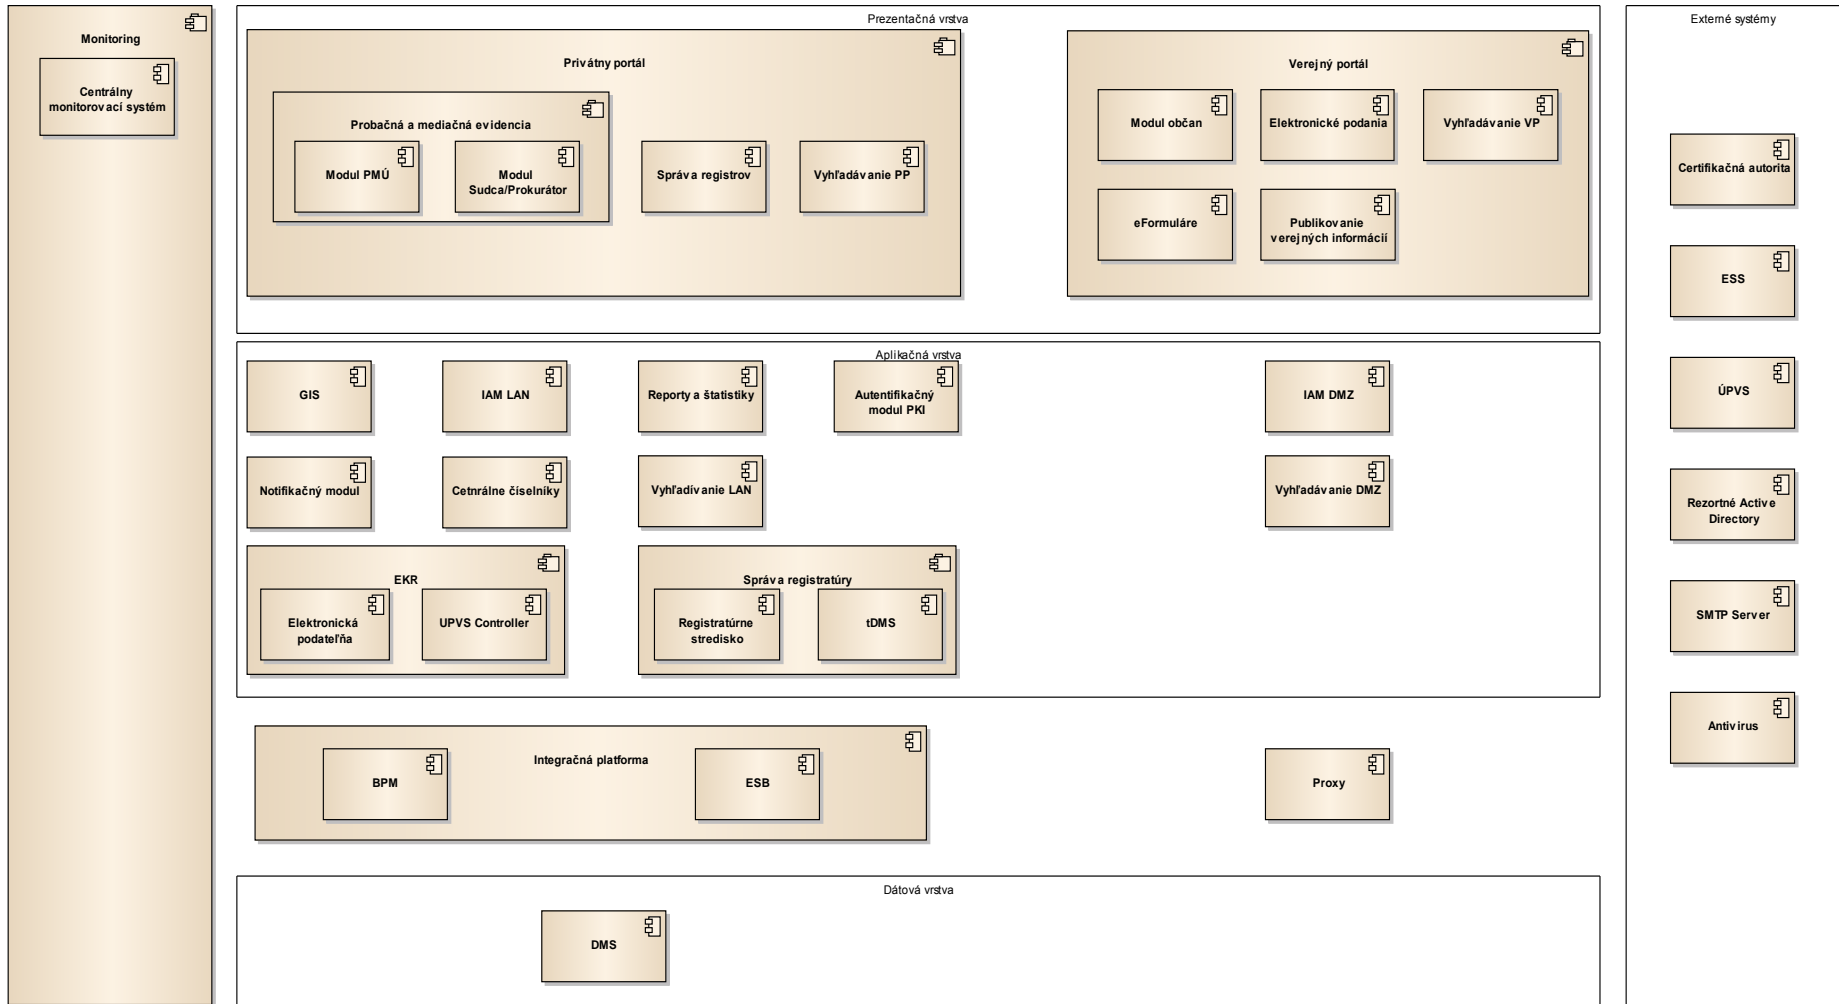 Monitoring
Centrálny
monitorovací systém
Prezentačná vrstva
Privátny portál
Probačná a mediačná evidencia
Modul PMÚ
Modul
Sudca/Prokurátor
Správa registrov
Vyhľadávanie PP
Verejný portál
Modul občan
Elektronické podania
Vyhľadávanie VP
eFormuláre
Publikovanie
verejných informácií
Aplikačná vrstva
GIS
IAM LAN
Reporty a štatistiky
Autentifikačný
modul PKI
IAM DMZ
Notifikačný modul
Cetnrálne číselníky
Vyhľadívanie LAN
Vyhľadávanie DMZ
EKR
Elektronická
podateľňa
UPVS Controller
Správa registratúry
Registratúrne
stredisko
tDMS
Integračná platforma
BPM
ESB
Proxy
Dátová vrstva
DMS
Externé systémy
Certifikačná autorita
ESS
ÚPVS
Rezortné Active
Directory
SMTP Server
Antivirus